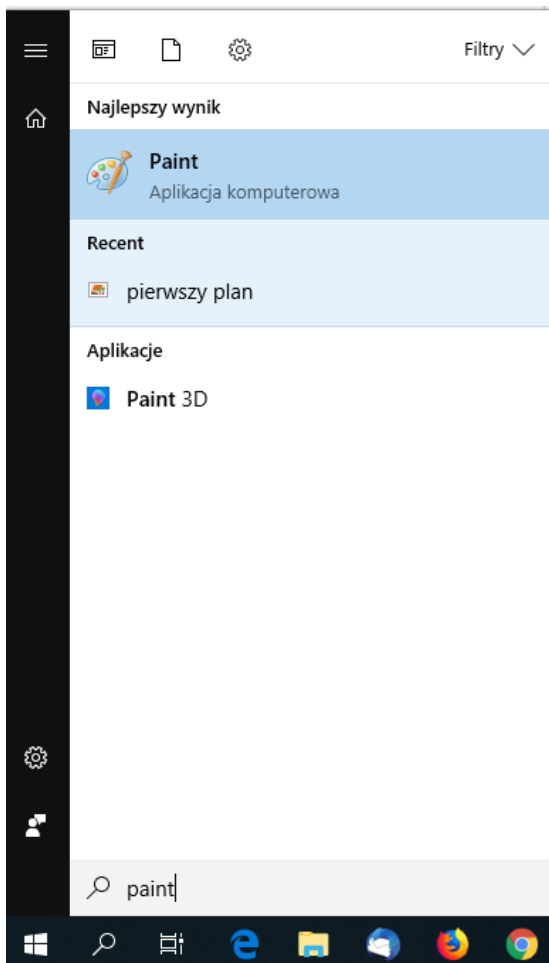 Filtry
Najlepszy wynik
Paint
Aplikacja komputerowa
Recent
pierwszy plan
Aplikacje
Paint 3D
paint